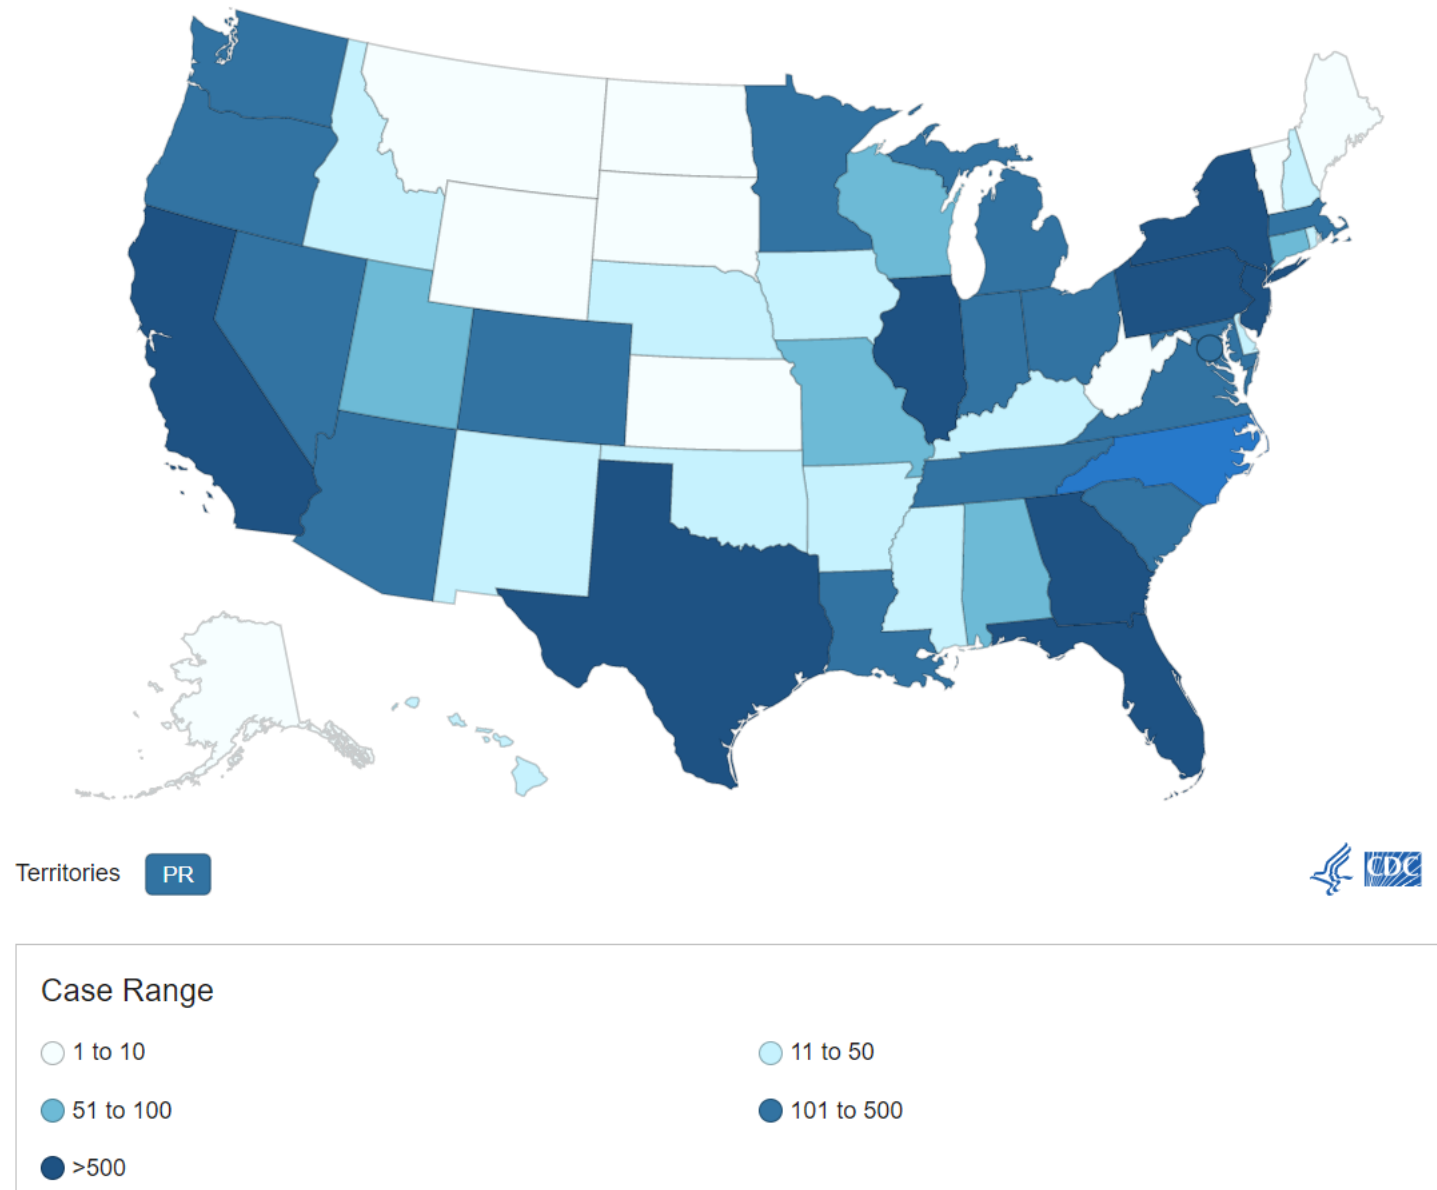 Territories PR
CDC
Case Range
1 to 10
11 to 50
51 to 100
101 to 500
>500